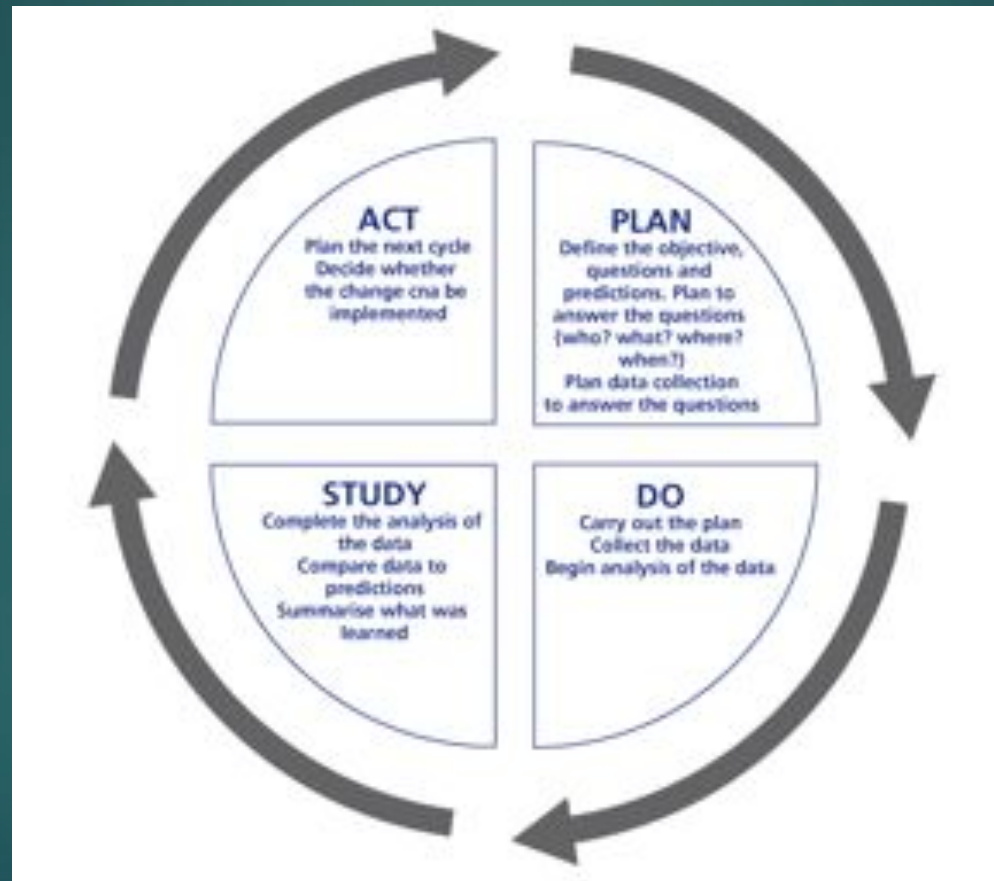 ACT
Plan the next cycle
Decide whether
the change cna be
implemented
PLAN
Define the objective,
questions and
predictions. Plan to
answer the questions
(who? what? where?
when?)
Plan data collection
to answer the questions
STUDY
Complete the analysis of
the data
Compare data to
predictions
Summarise what was
learned
DO
Carry out the plan
Collect the data
Begin analysis of the data